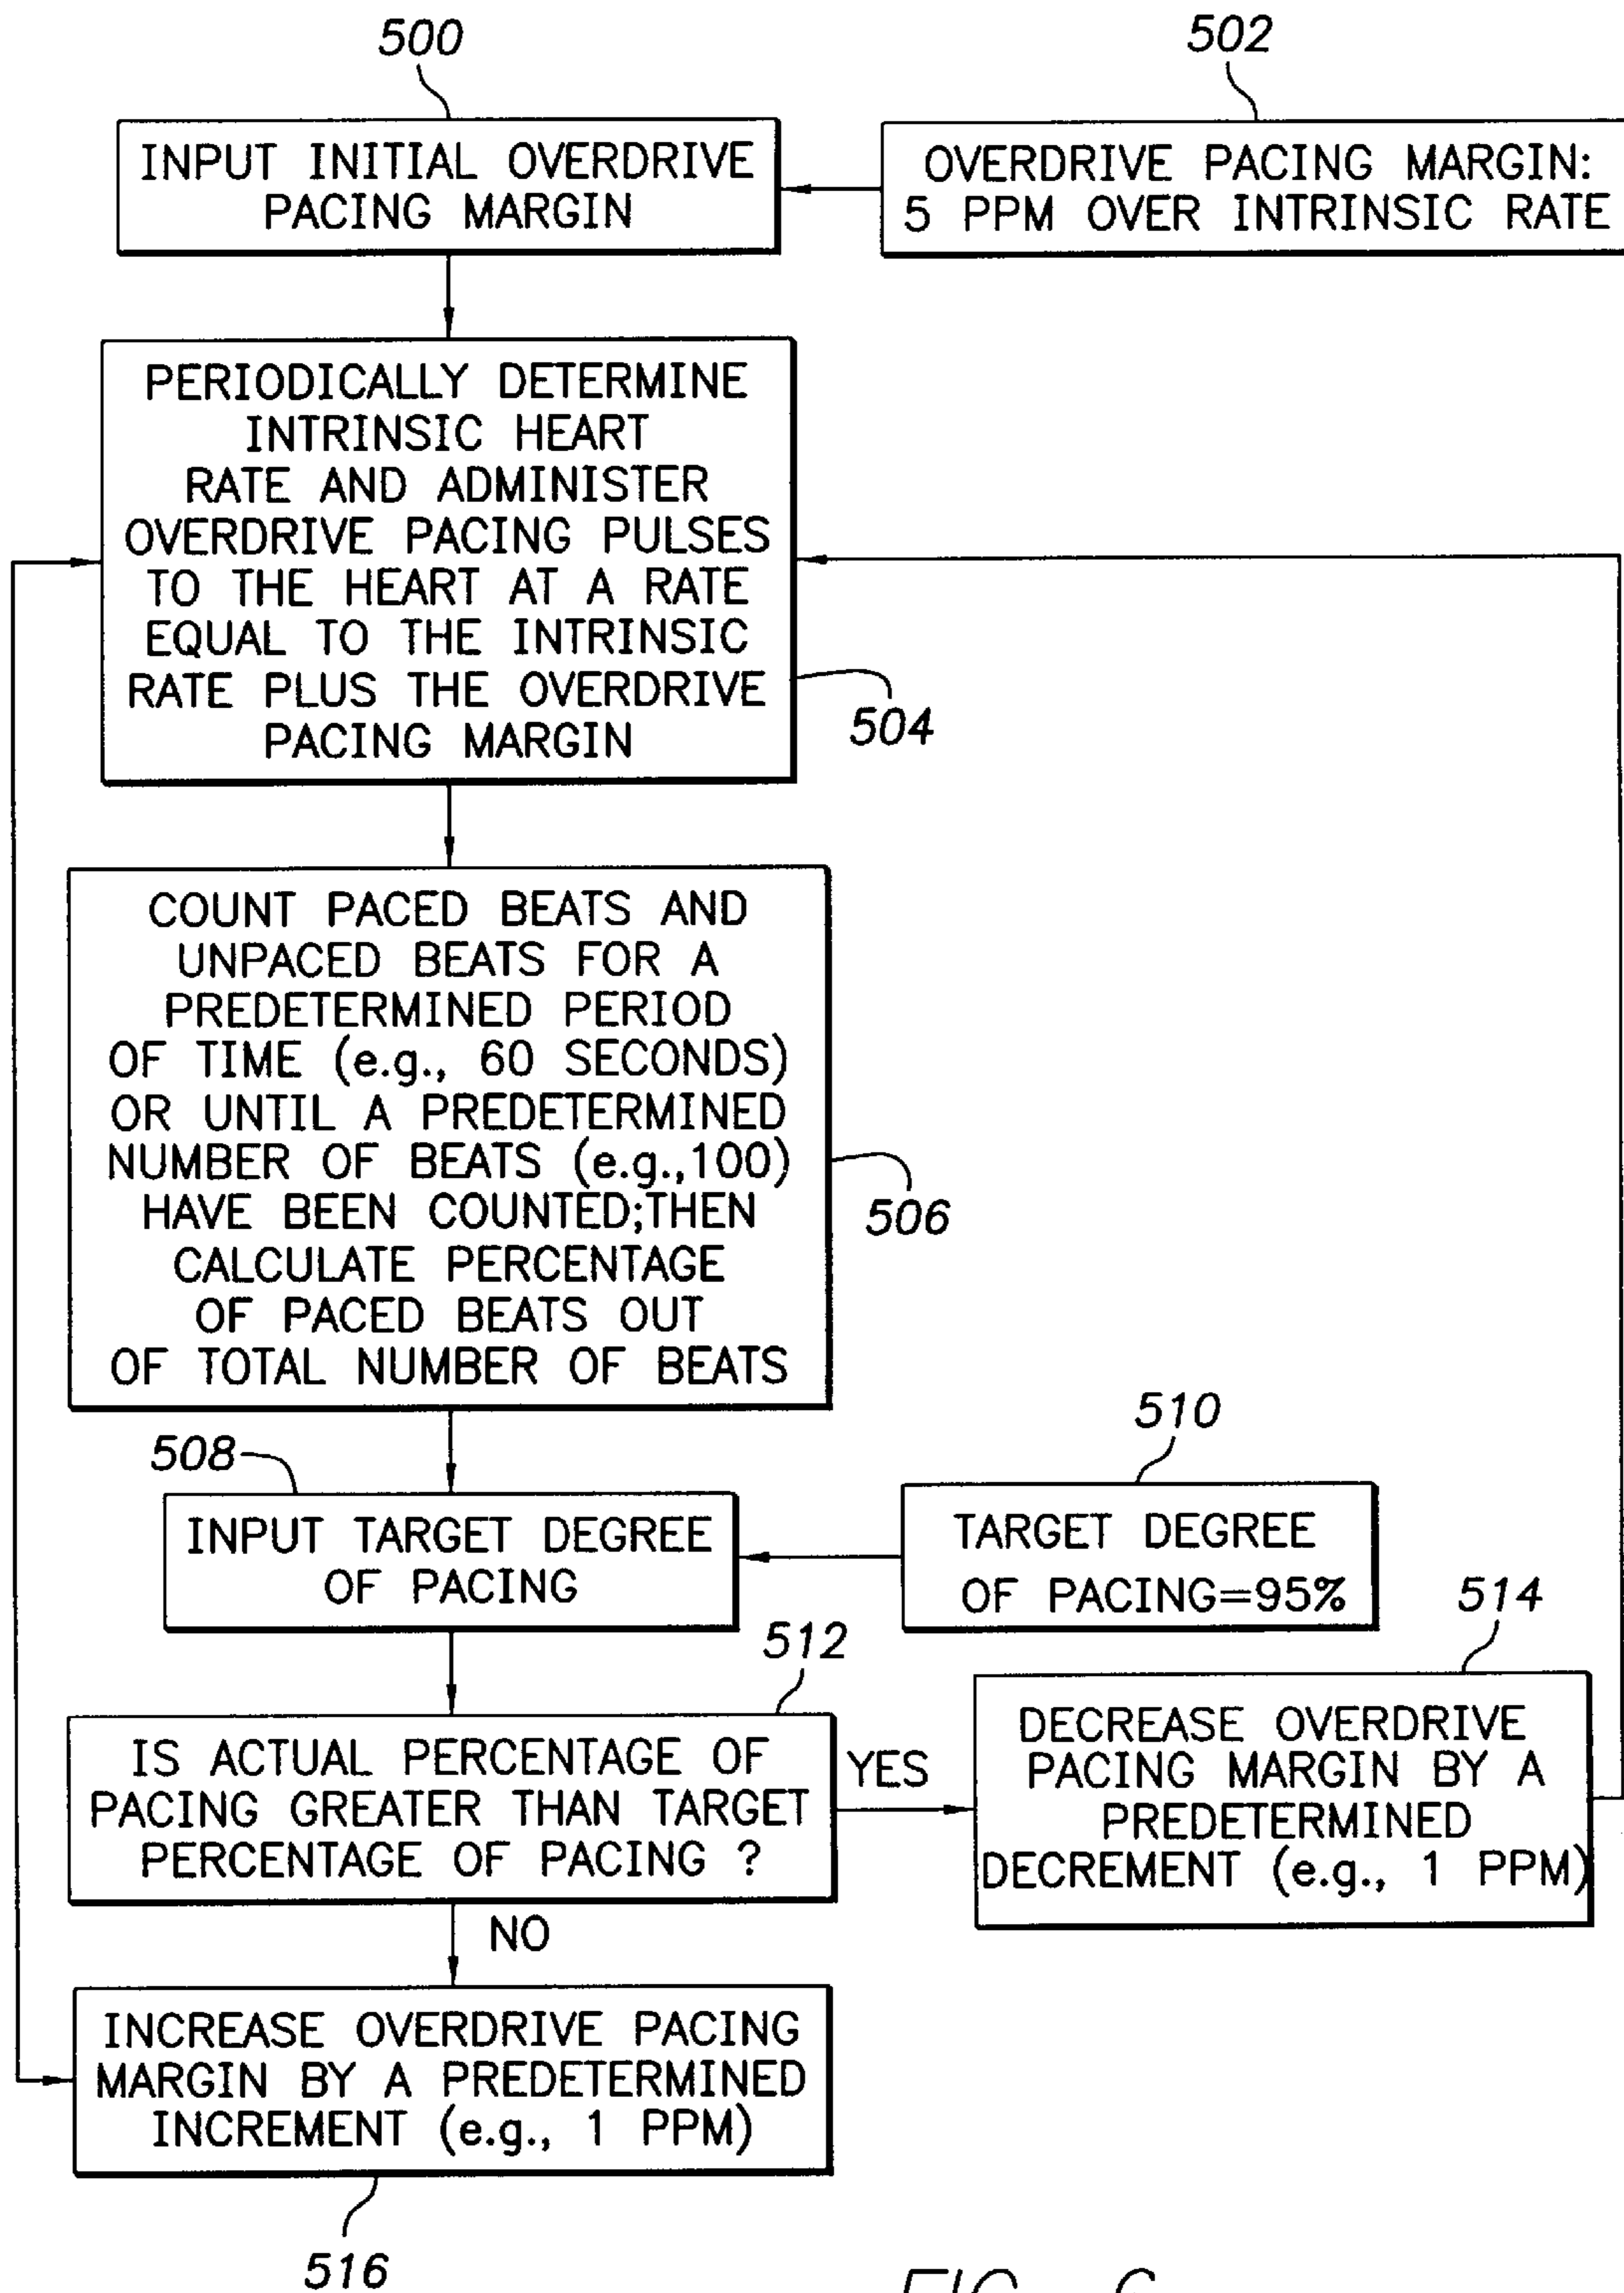 500
502
INPUT INITIAL OVERDRIVE
PACING MARGIN
OVERDRIVE PACING MARGIN:
5 PPM OVER INTRINSIC RATE
PERIODICALLY DETERMINE
INTRINSIC HEART
RATE AND ADMINISTER
OVERDRIVE PACING PULSES
TO THE HEART AT A RATE
EQUAL TO THE INTRINSIC
RATE PLUS THE OVERDRIVE
PACING MARGIN
504
COUNT PACED BEATS AND
UNPACED BEATS FOR A
PREDETERMINED PERIOD
OF TIME (e.g., 60 SECONDS)
OR UNTIL A PREDETERMINED
NUMBER OF BEATS (e.g.,100)
HAVE BEEN COUNTED;THEN
CALCULATE PERCENTAGE
OF PACED BEATS OUT
OF TOTAL NUMBER OF BEATS
506
508
510
INPUT TARGET DEGREE
OF PACING
TARGET DEGREE
OF PACING=95%
512
514
IS ACTUAL PERCENTAGE OF
PACING GREATER THAN TARGET
PERCENTAGE OF PACING ?
YES
DECREASE OVERDRIVE
PACING MARGIN BY A
PREDETERMINED
DECREMENT (e.g., 1 PPM)
NO
INCREASE OVERDRIVE PACING
MARGIN BY A PREDETERMINED
INCREMENT (e.g., 1 PPM)
516
FIG. 6